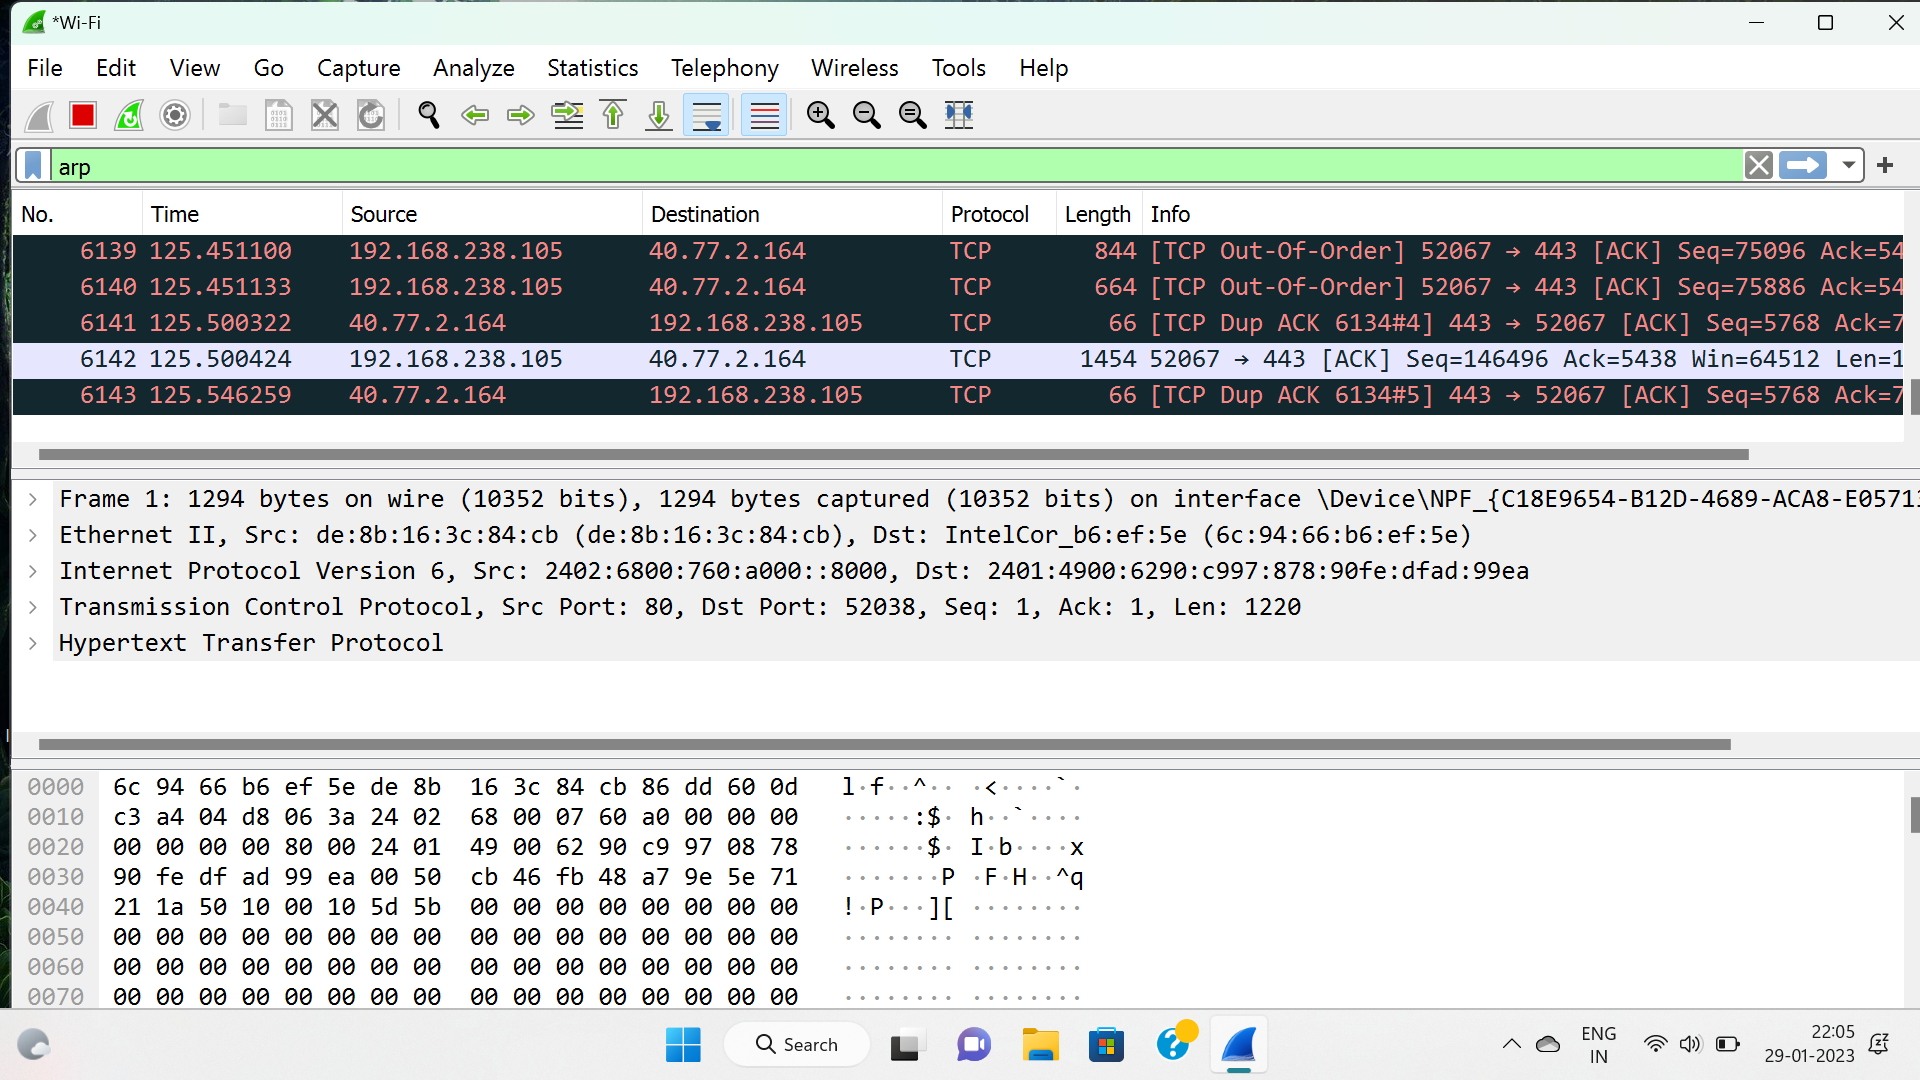 *Wi-Fi
File Edit View Go Capture Analyze Statistics Telephony Wireless Tools Help
arp
No. Time Source Destination Protocol Length Info
6139 125.451100 192.168.238.105 40.77.2.164 TCP 844 [TCP Out-Of-Order] 52067 → 443 [ACK] Seq=75096 Ack=54
6140 125.451133 192.168.238.105 40.77.2.164 TCP 664 [TCP Out-Of-Order] 52067 → 443 [ACK] Seq=75886 Ack=54
6141 125.500322 40.77.2.164 192.168.238.105 TCP 66 [TCP Dup ACK 6134#4] 443 → 52067 [ACK] Seq=5768 Ack=7
6142 125.500424 192.168.238.105 40.77.2.164 TCP 1454 52067 → 443 [ACK] Seq=146496 Ack=5438 Win=64512 Len=1
6143 125.546259 40.77.2.164 192.168.238.105 TCP 66 [TCP Dup ACK 6134#5] 443 → 52067 [ACK] Seq=5768 Ack=7
Frame 1: 1294 bytes on wire (10352 bits), 1294 bytes captured (10352 bits) on interface \Device\NPF_{C18E9654-B12D-4689-ACA8-E05713
Ethernet II, Src: de:8b:16:3c:84:cb (de:8b:16:3c:84:cb), Dst: IntelCor_b6:ef:5e (6c:94:66:b6:ef:5e)
Internet Protocol Version 6, Src: 2402:6800:760:a000::8000, Dst: 2401:4900:6290:c997:878:90fe:dfad:99ea
Transmission Control Protocol, Src Port: 80, Dst Port: 52038, Seq: 1, Ack: 1, Len: 1220
Hypertext Transfer Protocol
0000 6c 94 66 b6 ef 5e de 8b 16 3c 84 cb 86 dd 60 0d l·f··^·· ·<····`·
0010 c3 a4 04 d8 06 3a 24 02 68 00 07 60 a0 00 00 00 ·····:$· h··`····
0020 00 00 00 00 80 00 24 01 49 00 62 90 c9 97 08 78 ······$· I·b····x
0030 90 fe df ad 99 ea 00 50 cb 46 fb 48 a7 9e 5e 71 ·······P ·F·H··^q
0040 21 1a 50 10 00 10 5d 5b 00 00 00 00 00 00 00 00 !·P···][ ········
0050 00 00 00 00 00 00 00 00 00 00 00 00 00 00 00 00 ········ ········
0060 00 00 00 00 00 00 00 00 00 00 00 00 00 00 00 00 ········ ········
0070 00 00 00 00 00 00 00 00 00 00 00 00 00 00 00 00 ········ ········
Search
ENG
IN
22:05
29-01-2023